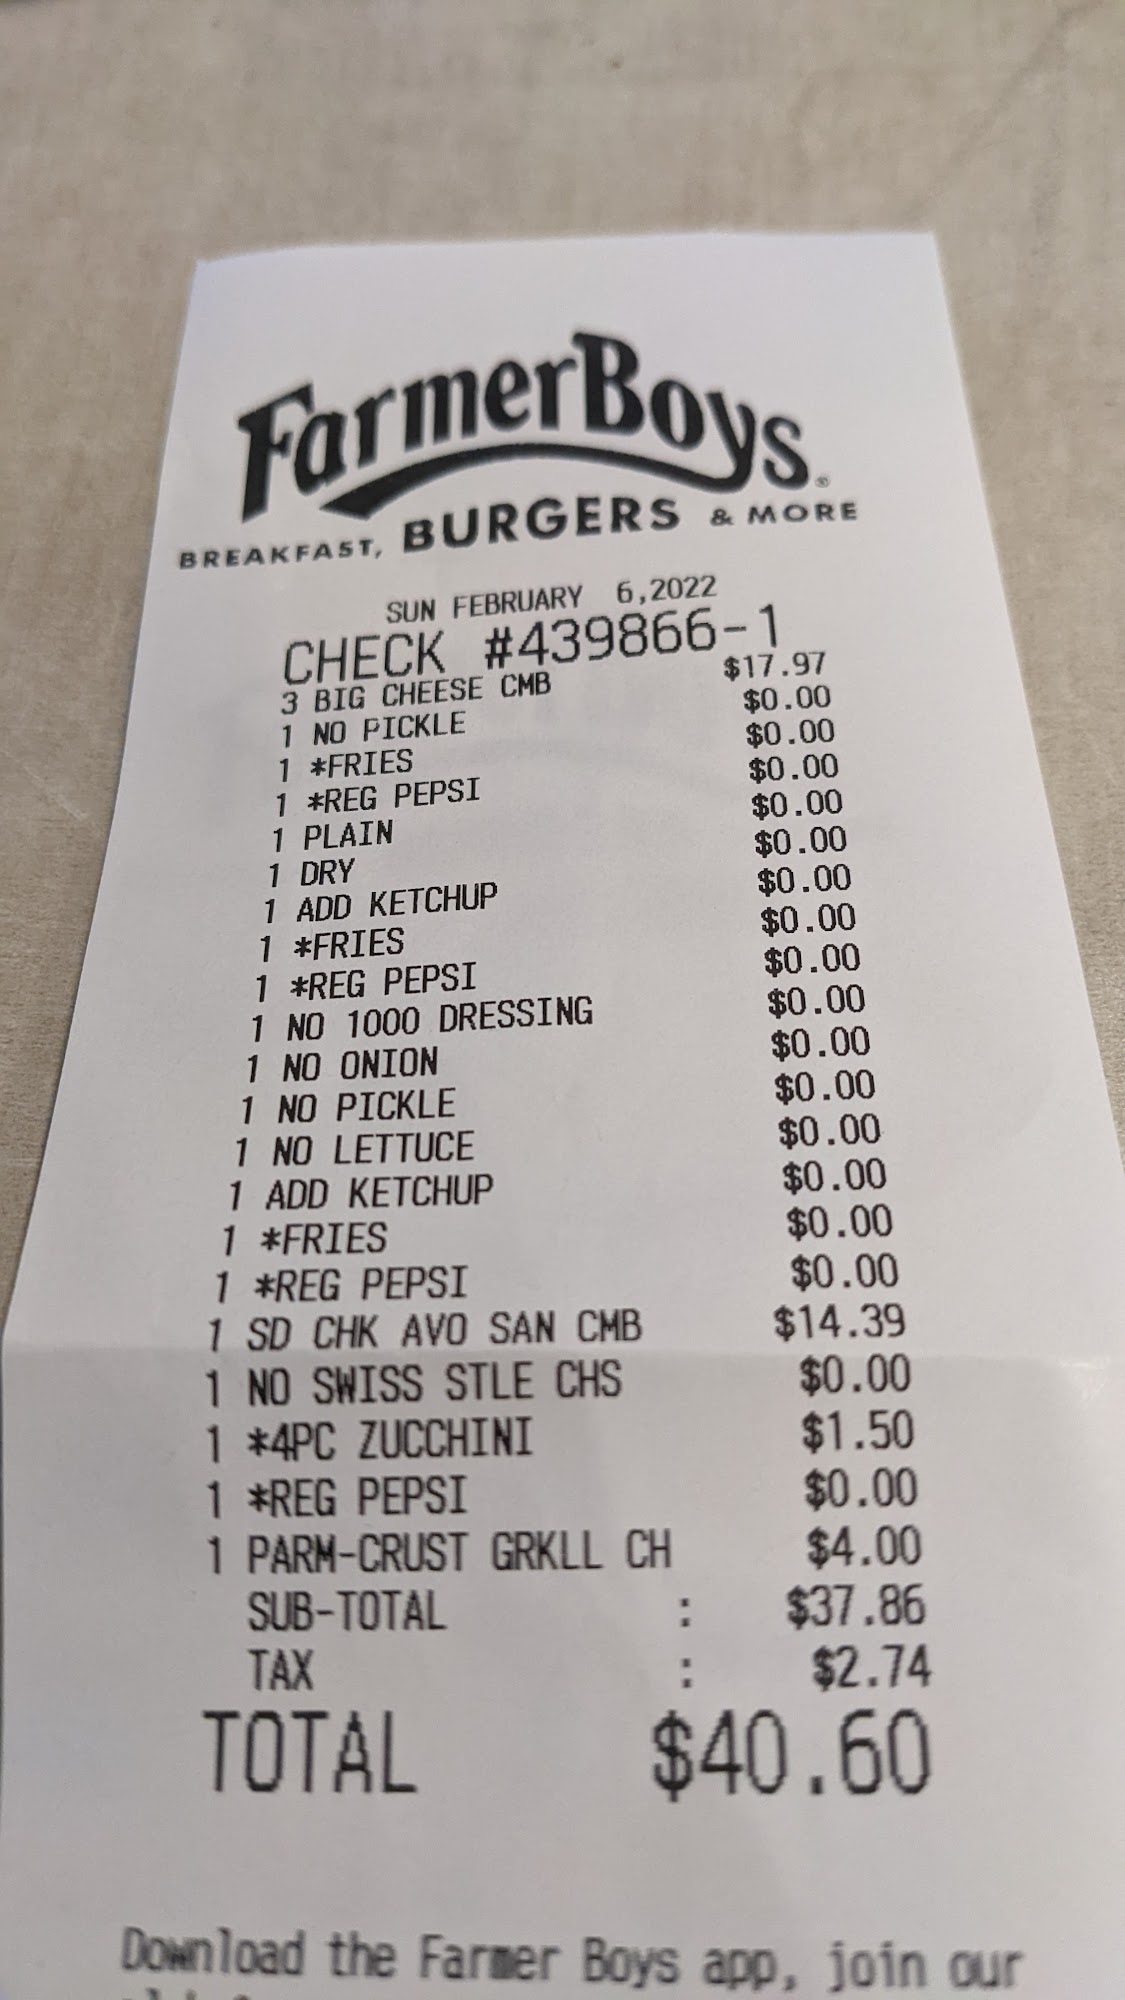 FarmerBoys®
BREAKFAST, BURGERS & MORE
SUN FEBRUARY 6,2022
CHECK #439866-1
3 BIG CHEESE CMB $17.97
1 NO PICKLE $0.00
1 *FRIES $0.00
1 *REG PEPSI $0.00
1 PLAIN $0.00
1 DRY $0.00
1 ADD KETCHUP $0.00
1 *FRIES $0.00
1 *REG PEPSI $0.00
1 NO 1000 DRESSING $0.00
1 NO ONION $0.00
1 NO PICKLE $0.00
1 NO LETTUCE $0.00
1 ADD KETCHUP $0.00
1 *FRIES $0.00
1 *REG PEPSI $0.00
1 SD CHK AVO SAN CMB $14.39
1 NO SWISS STLE CHS $0.00
1 *4PC ZUCCHINI $1.50
1 *REG PEPSI $0.00
1 PARM-CRUST GRKLL CH $4.00
SUB-TOTAL : $37.86
TAX : $2.74
TOTAL $40.60
Download the Farmer Boys app, join our